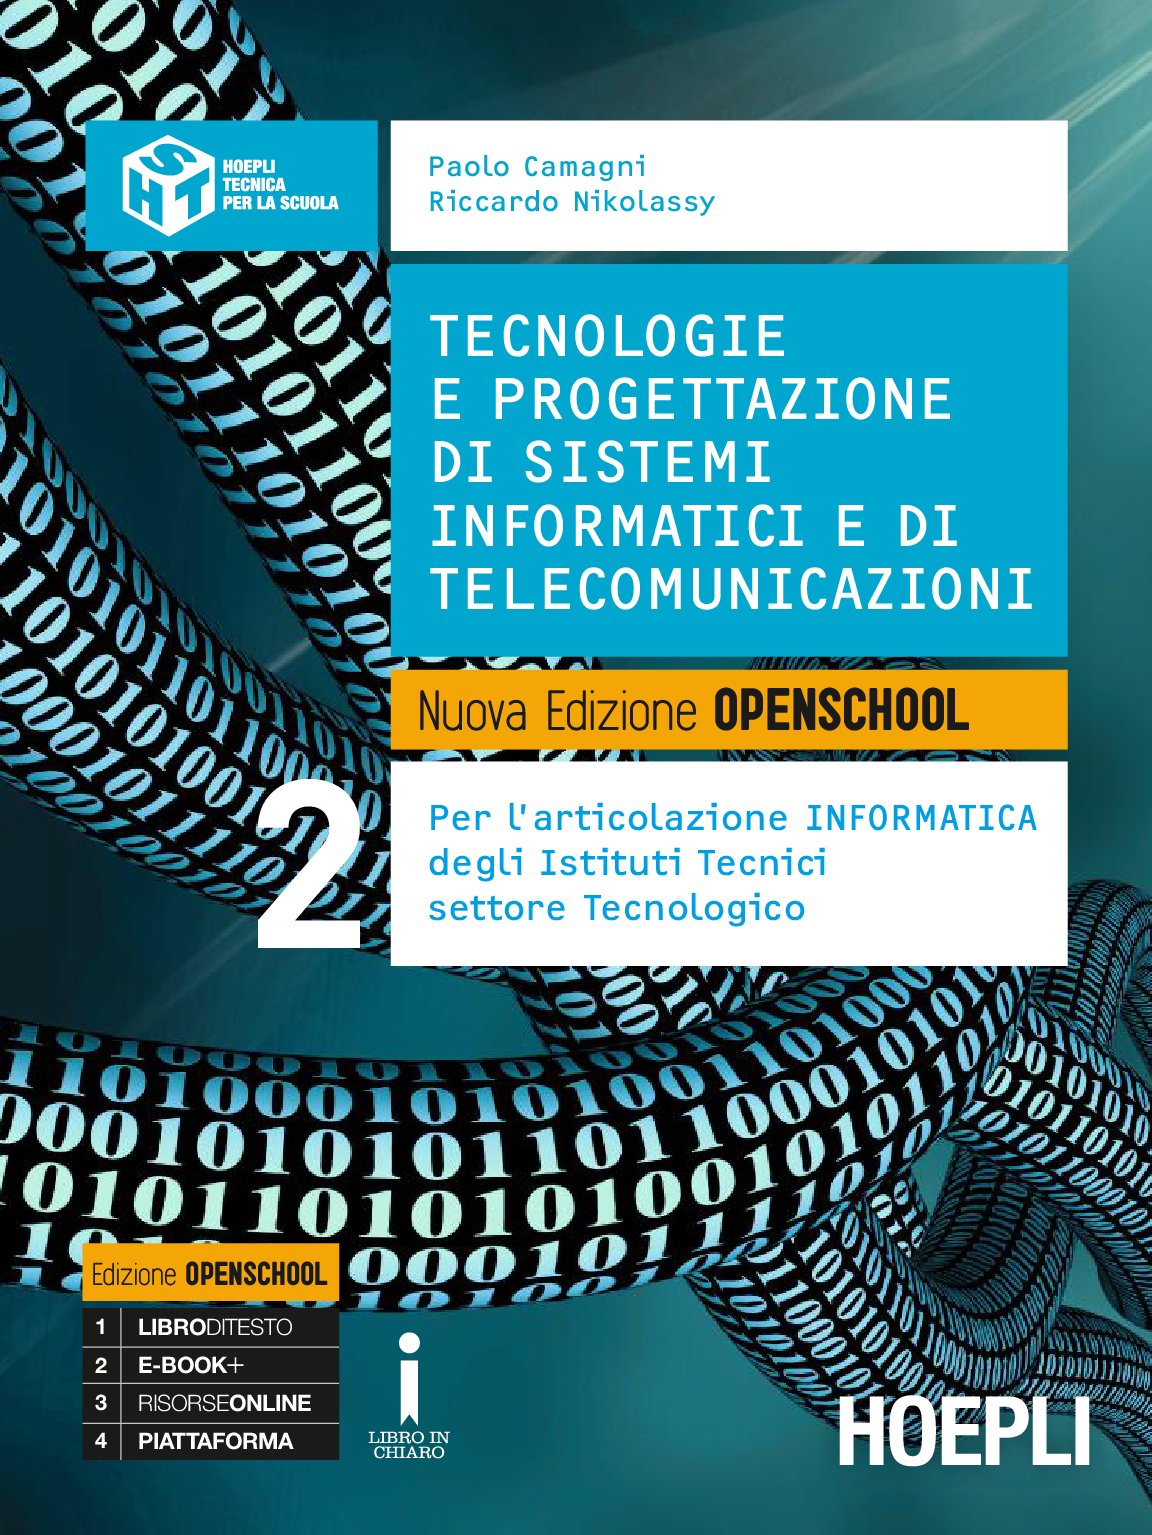 SHT
HOEPLI
TECNICA
PER LA SCUOLA
Paolo Camagni
Riccardo Nikolassy
TECNOLOGIE
E PROGETTAZIONE
DI SISTEMI
INFORMATICI E DI
TELECOMUNICAZIONI
Nuova Edizione OPENSCHOOL
2
Per l'articolazione INFORMATICA
degli Istituti Tecnici
settore Tecnologico
Edizione OPENSCHOOL
1 LIBRODITESTO
2 E-BOOK+
3 RISORSEONLINE
4 PIATTAFORMA
i
LIBRO IN
CHIARO
HOEPLI